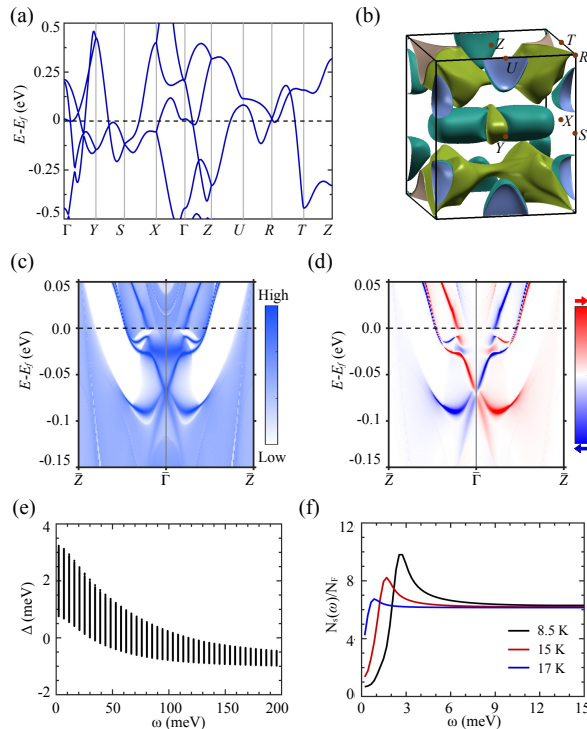 (a)
E-E_f (eV)
0.5
0.25
0
-0.25
-0.5
Γ Y S X Γ Z U R T Z
(b)
Z T
R
U
X
S
Y
(c)
E-E_f (eV)
0.05
0.0
-0.05
-0.1
-0.15
Z̄ Γ̄ Z̄
High
Low
(d)
E-E_f (eV)
0.05
0.0
-0.05
-0.1
-0.15
Z̄ Γ̄ Z̄
(e)
Δ (meV)
4
2
0
-2
0 50 100 150 200
ω (meV)
(f)
N_s(ω)/N_F
12
8
4
0
0 3 6 9 12 15
ω (meV)
8.5 K
15 K
17 K